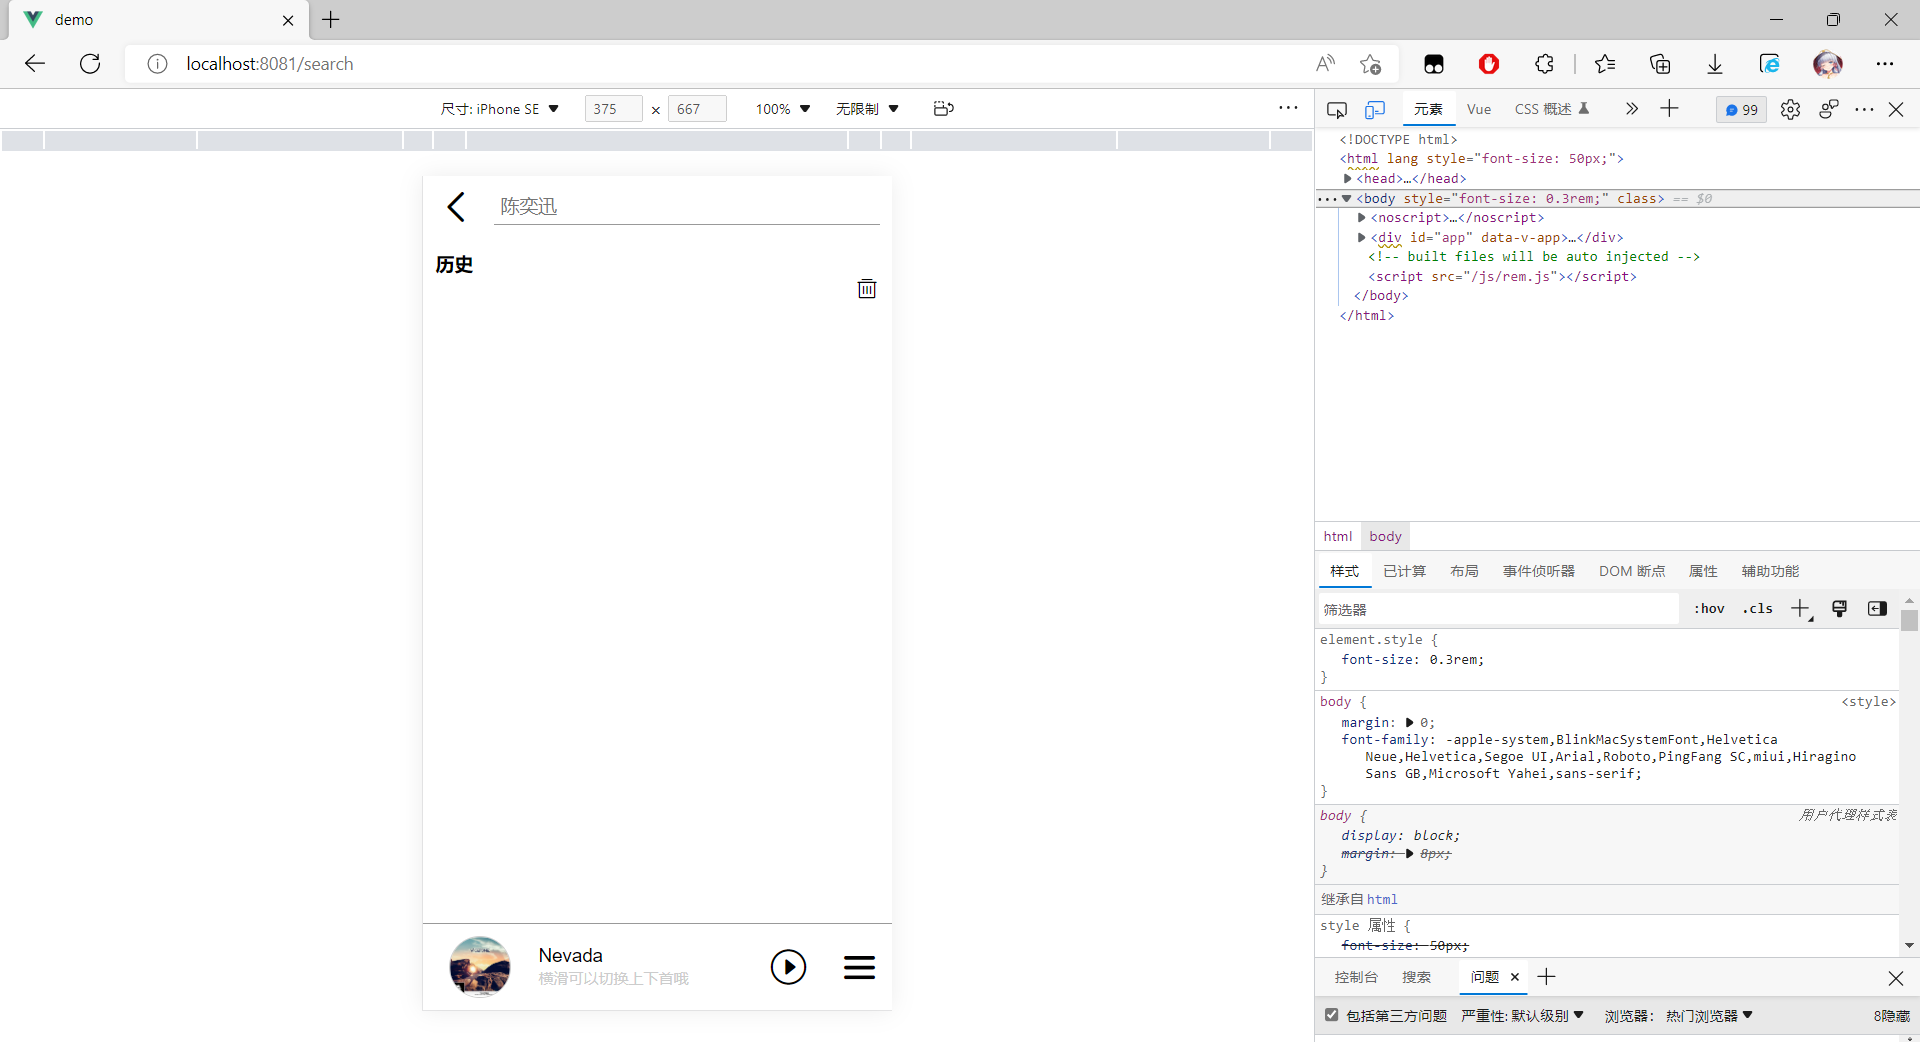 demo
localhost:8081/search
尺寸: iPhone SE 375 × 667 100% 无限制
元素 Vue CSS 概述 99
<!DOCTYPE html>
<html lang style="font-size: 50px;">
<head>…</head>
<body style="font-size: 0.3rem;" class> == $0
<noscript>…</noscript>
<div id="app" data-v-app>…</div>
<!-- built files will be auto injected -->
<script src="/js/rem.js"></script>
</body>
</html>
陈奕迅
历史
Nevada
横滑可以切换上下首哦
html body
样式 已计算 布局 事件侦听器 DOM 断点 属性 辅助功能
筛选器 :hov .cls
element.style {
font-size: 0.3rem;
}
body { <style>
margin: 0;
font-family: -apple-system,BlinkMacSystemFont,Helvetica
Neue,Helvetica,Segoe UI,Arial,Roboto,PingFang SC,miui,Hiragino
Sans GB,Microsoft Yahei,sans-serif;
}
body { 用户代理样式表
display: block;
margin: 8px;
}
继承自 html
style 属性 {
font-size: 50px;
控制台 搜索 问题
包括第三方问题 严重性: 默认级别 浏览器: 热门浏览器 8隐藏